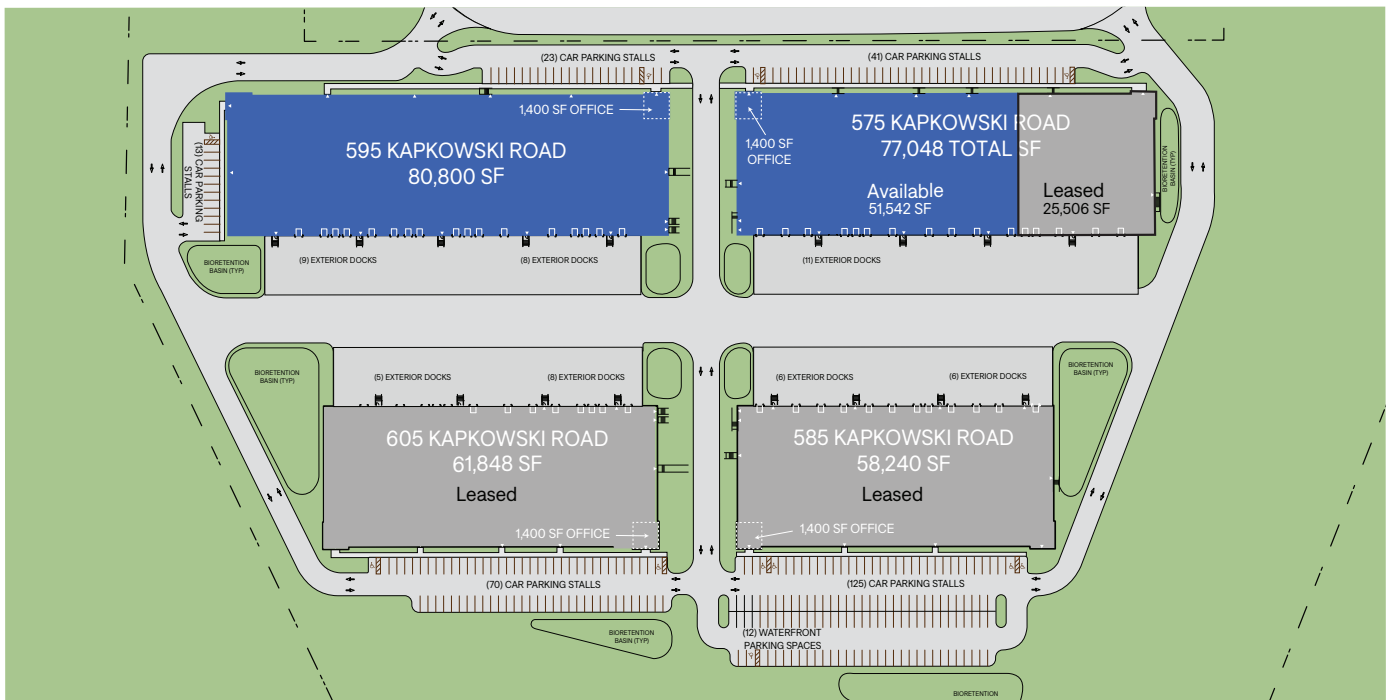 (23) CAR PARKING STALLS
(41) CAR PARKING STALLS
1,400 SF OFFICE
595 KAPKOWSKI ROAD
80,800 SF
1,400 SF
OFFICE
575 KAPKOWSKI ROAD
77,048 TOTAL SF
Available
51,542 SF
Leased
25,506 SF
(13) CAR PARKING
STALLS
BIORETENTION
BASIN (TYP)
BIORETENTION
BASIN (TYP)
(9) EXTERIOR DOCKS
(8) EXTERIOR DOCKS
(11) EXTERIOR DOCKS
BIORETENTION
BASIN (TYP)
(5) EXTERIOR DOCKS
(8) EXTERIOR DOCKS
(6) EXTERIOR DOCKS
(6) EXTERIOR DOCKS
BIORETENTION
BASIN (TYP)
605 KAPKOWSKI ROAD
61,848 SF
Leased
1,400 SF OFFICE
585 KAPKOWSKI ROAD
58,240 SF
Leased
1,400 SF OFFICE
(70) CAR PARKING STALLS
(125) CAR PARKING STALLS
BIORETENTION
BASIN (TYP)
(12) WATERFRONT
PARKING SPACES
BIORETENTION